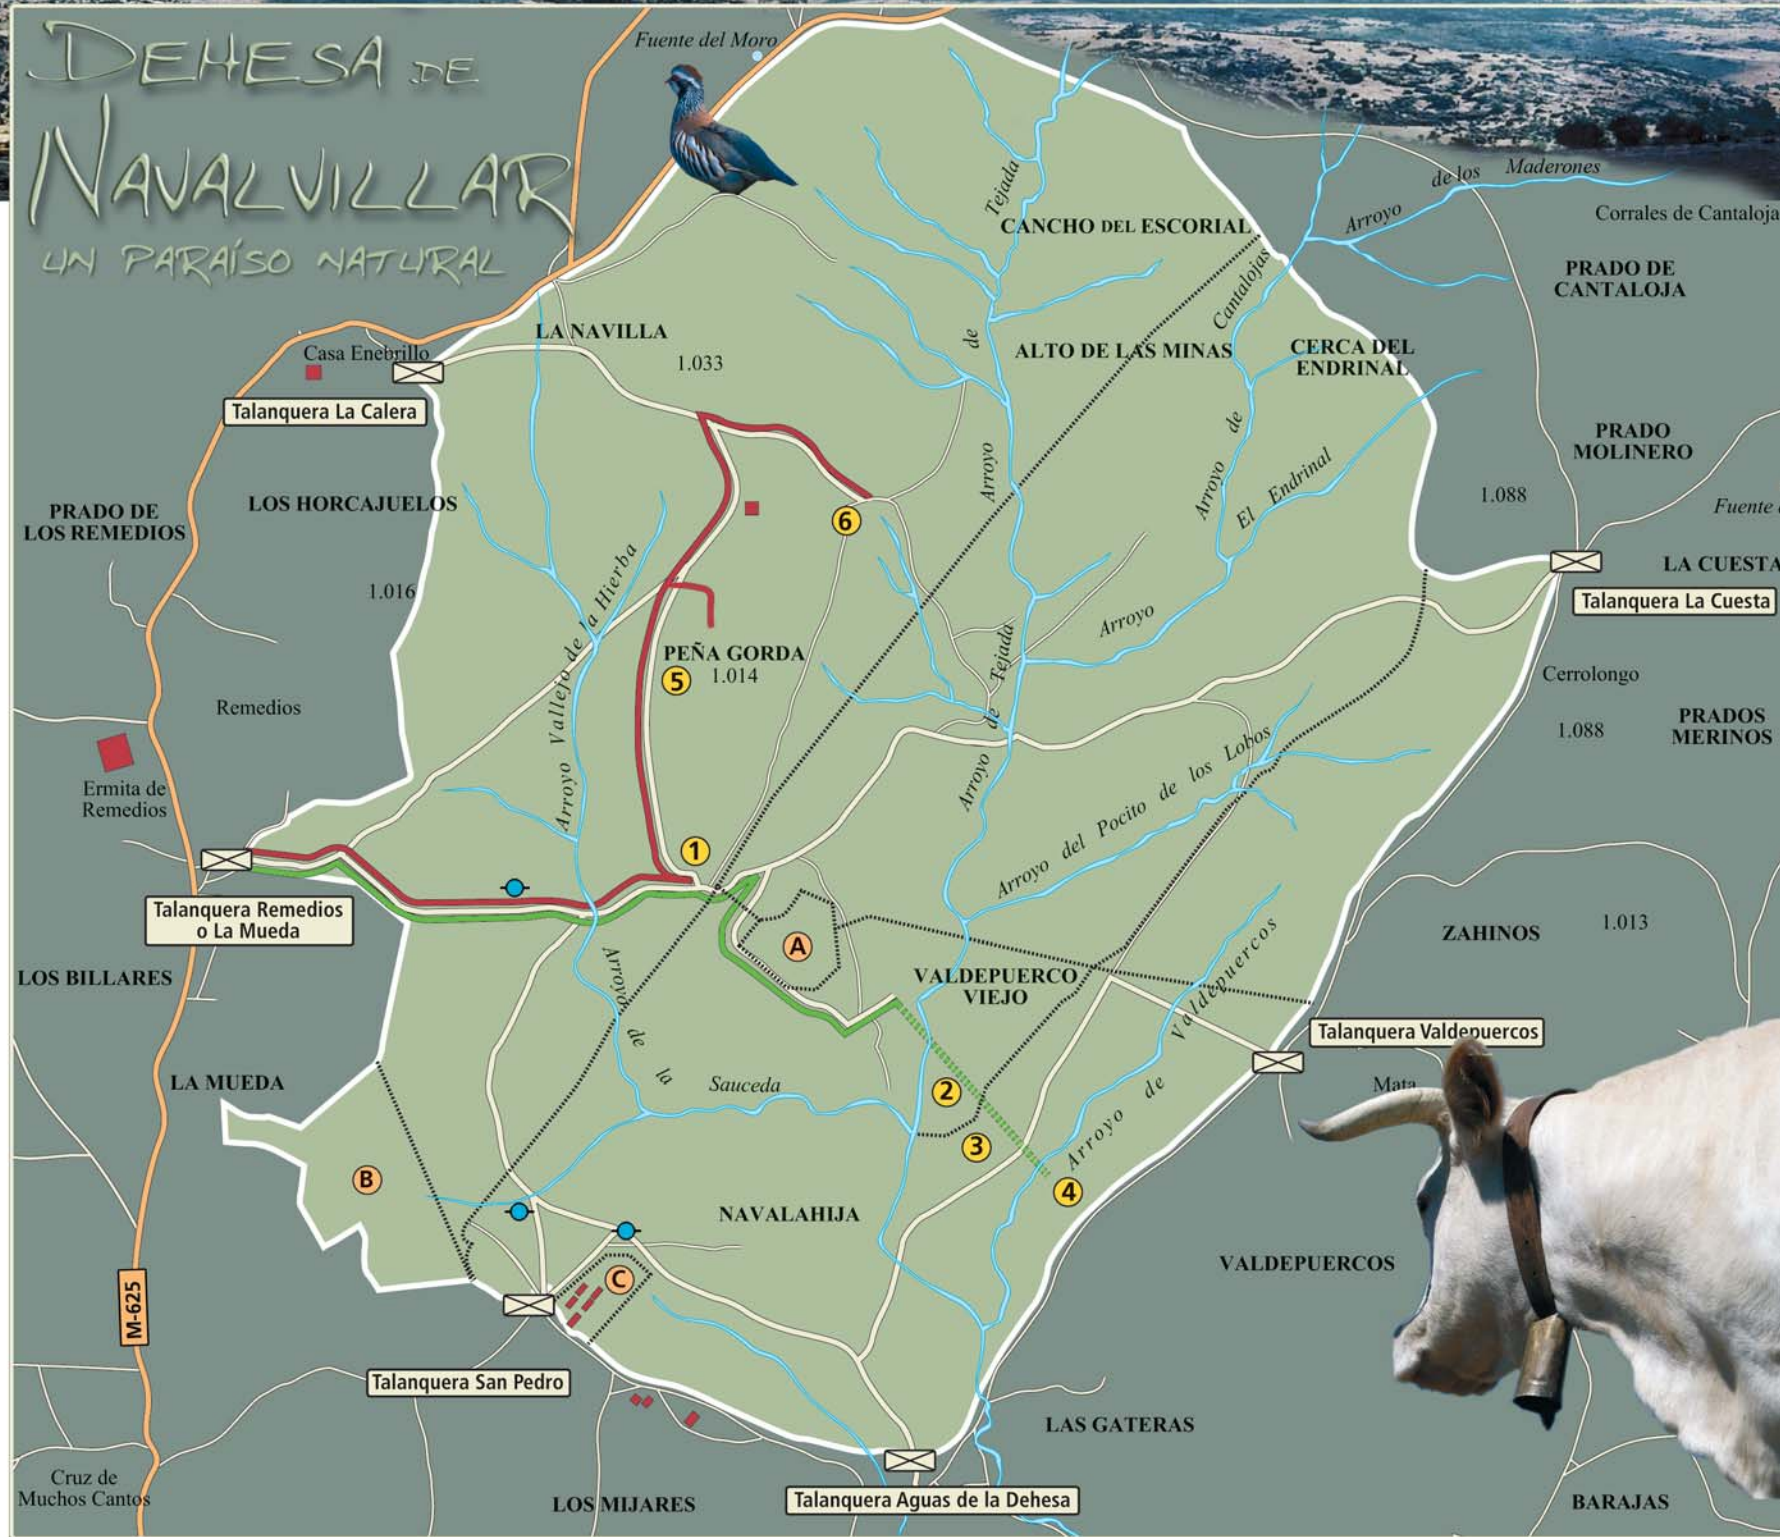 DEHESA DE
NAVALVILLAR
UN PARAÍSO NATURAL
Fuente del Moro
de los Maderones
Arroyo
Corrales de Cantaloja
PRADO DE
CANTALOJA
Tejada
de
Arroyo
CANCHO DEL ESCORIAL
Cantalojas
Arroyo de
LA NAVILLA
1.033
ALTO DE LAS MINAS
CERCA DEL
ENDRINAL
Casa Enebrillo
Talanquera La Calera
PRADO
MOLINERO
1.088
Fuente
El Endrinal
Arroyo
PRADO DE
LOS REMEDIOS
LOS HORCAJUELOS
6
1.016
Arroyo Vallejo de la Hierba
LA CUESTA
Talanquera La Cuesta
PEÑA GORDA
5
1.014
Arroyo de Tejada
Cerrolongo
1.088
PRADOS
MERINOS
Remedios
Ermita de
Remedios
Arroyo del Pocito de los Lobos
1
Talanquera Remedios
o La Mueda
A
ZAHINOS
1.013
LOS BILLARES
VALDEPUERCO
VIEJO
Arroyo de Valdepuercos
Arroyo de la Sauceda
Talanquera Valdepuercos
LA MUEDA
Mata
2
3
4
B
NAVALAHIJA
VALDEPUERCOS
C
M-625
Talanquera San Pedro
LAS GATERAS
Cruz de
Muchos Cantos
LOS MIJARES
Talanquera Aguas de la Dehesa
BARAJAS